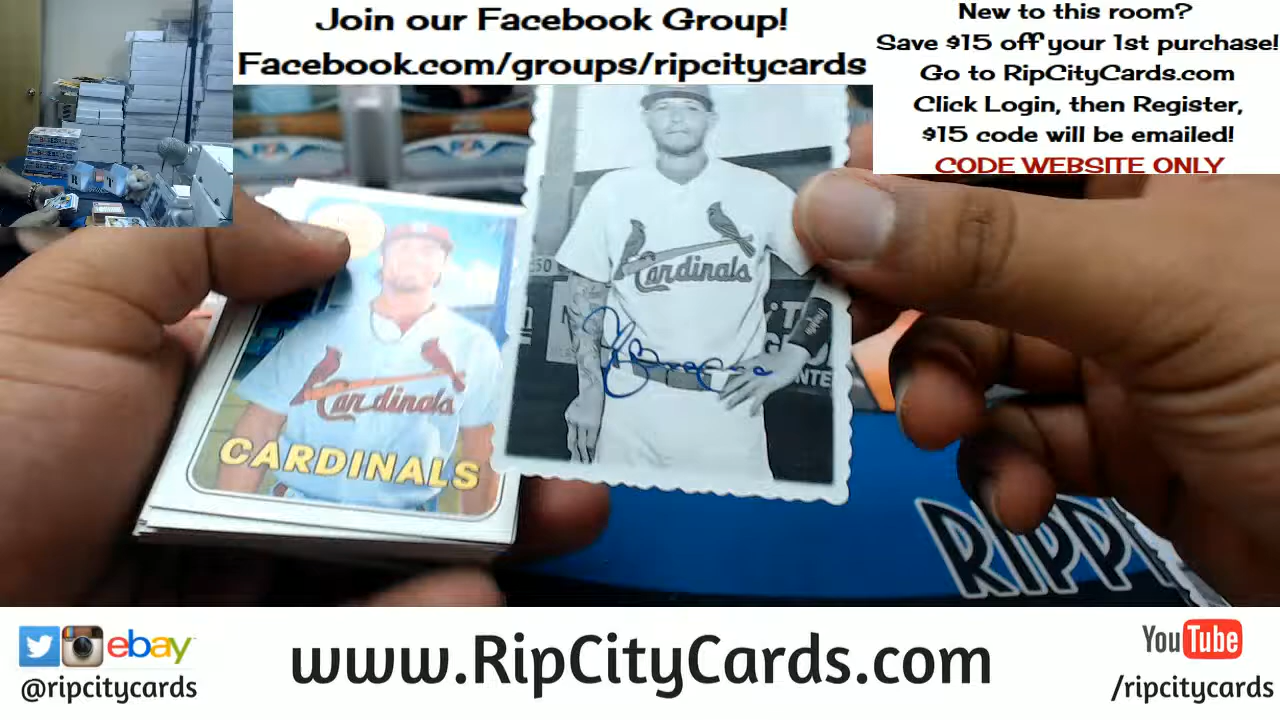 Join our Facebook Group!
Facebook.com/groups/ripcitycards
New to this room?
Save $15 off your 1st purchase!
Go to RipCityCards.com
Click Login, then Register,
$15 code will be emailed!
CODE WEBSITE ONLY
Cardinals
Cardinals
CARDINALS
RIPPI
ebay
@ripcitycards
www.RipCityCards.com
YouTube
/ripcitycards